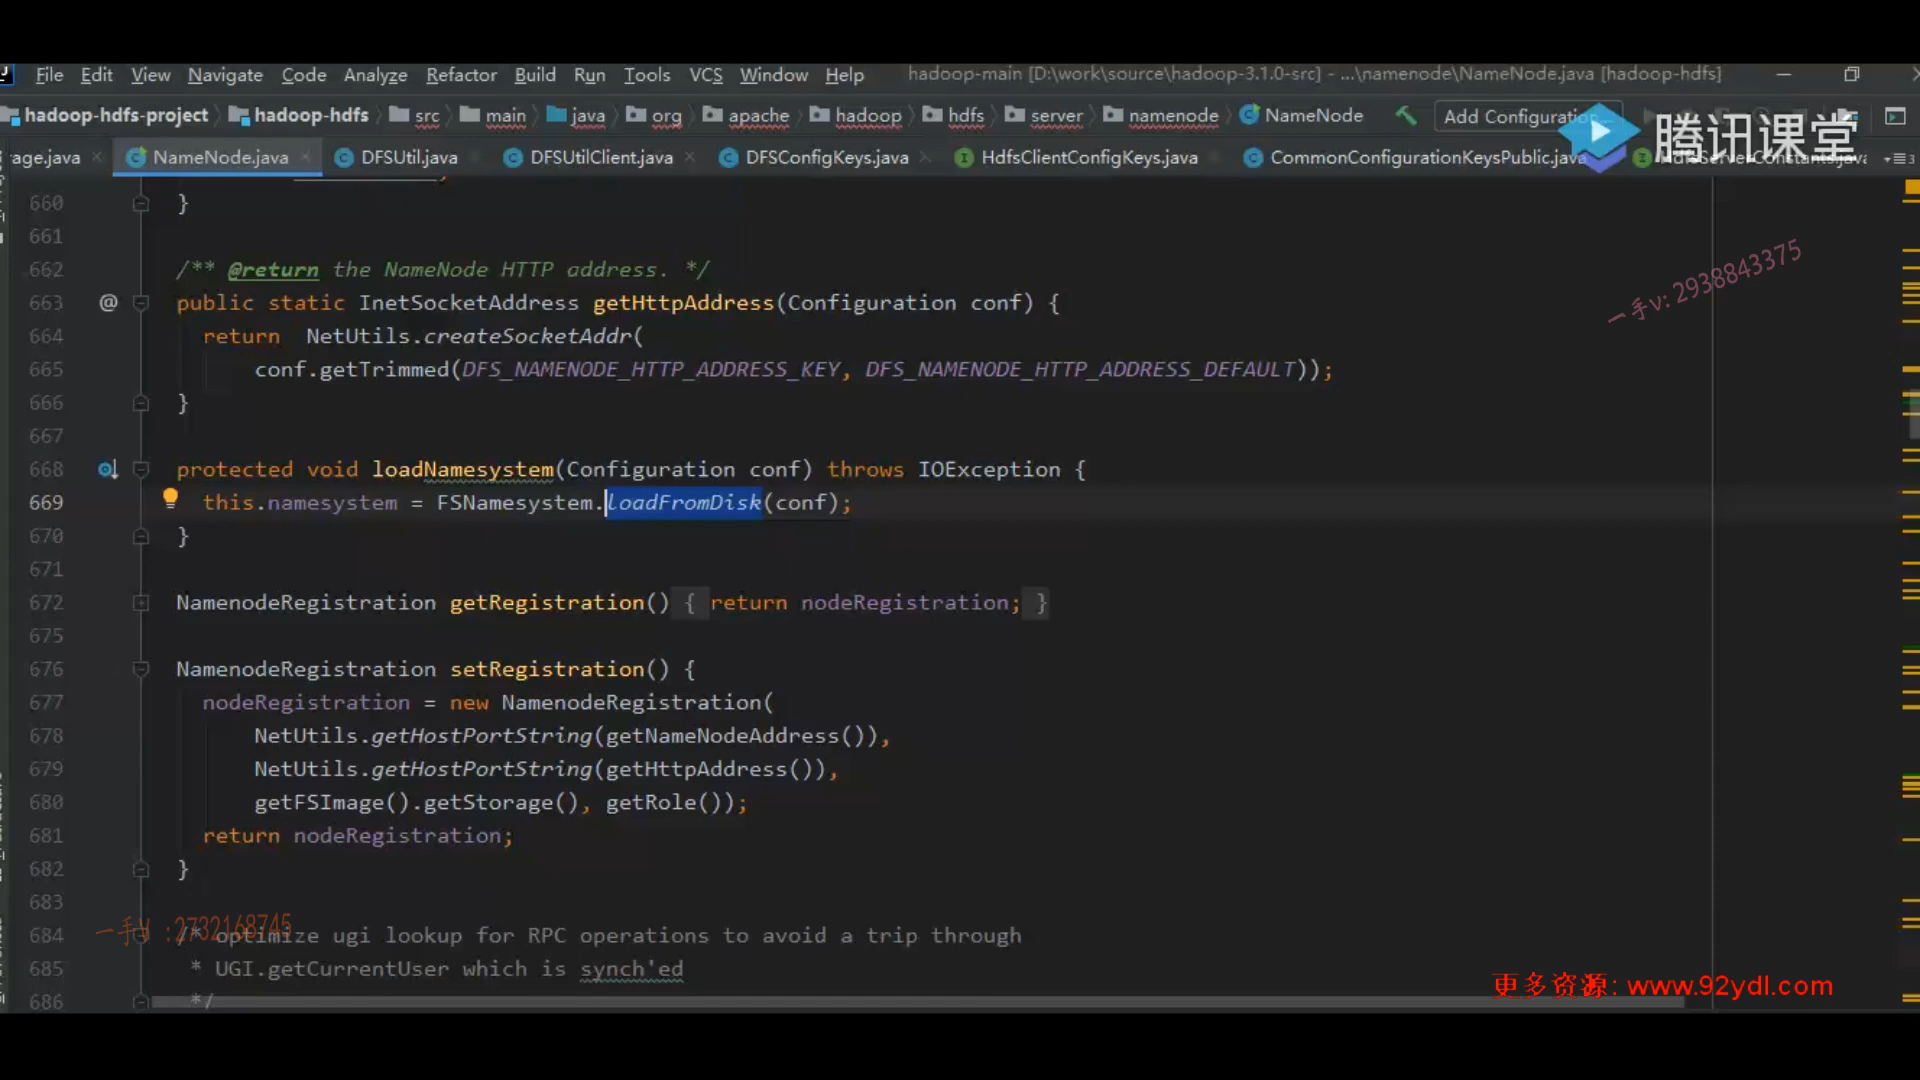 File Edit View Navigate Code Analyze Refactor Build Run Tools VCS Window Help hadoop-main [D:\work\source\hadoop-3.1.0-src] - ...\namenode\NameNode.java [hadoop-hdfs]
hadoop-hdfs-project hadoop-hdfs src main java org apache hadoop hdfs server namenode NameNode Add Configuration
腾讯课堂
age.java NameNode.java DFSUtil.java DFSUtilClient.java DFSConfigKeys.java HdfsClientConfigKeys.java CommonConfigurationKeysPublic.java
660 }
661
662 /** @return the NameNode HTTP address. */
663 @ public static InetSocketAddress getHttpAddress(Configuration conf) {
664 return NetUtils.createSocketAddr(
665 conf.getTrimmed(DFS_NAMENODE_HTTP_ADDRESS_KEY, DFS_NAMENODE_HTTP_ADDRESS_DEFAULT));
666 }
667
668 protected void loadNamesystem(Configuration conf) throws IOException {
669 this.namesystem = FSNamesystem.loadFromDisk(conf);
670 }
671
672 NamenodeRegistration getRegistration() { return nodeRegistration; }
675
676 NamenodeRegistration setRegistration() {
677 nodeRegistration = new NamenodeRegistration(
678 NetUtils.getHostPortString(getNameNodeAddress()),
679 NetUtils.getHostPortString(getHttpAddress()),
680 getFSImage().getStorage(), getRole());
681 return nodeRegistration;
682 }
683
684 /* optimize ugi lookup for RPC operations to avoid a trip through
685 * UGI.getCurrentUser which is synch'ed
686 */
一手v:2938843375
一手V :2732168745
更多资源: www.92ydl.com